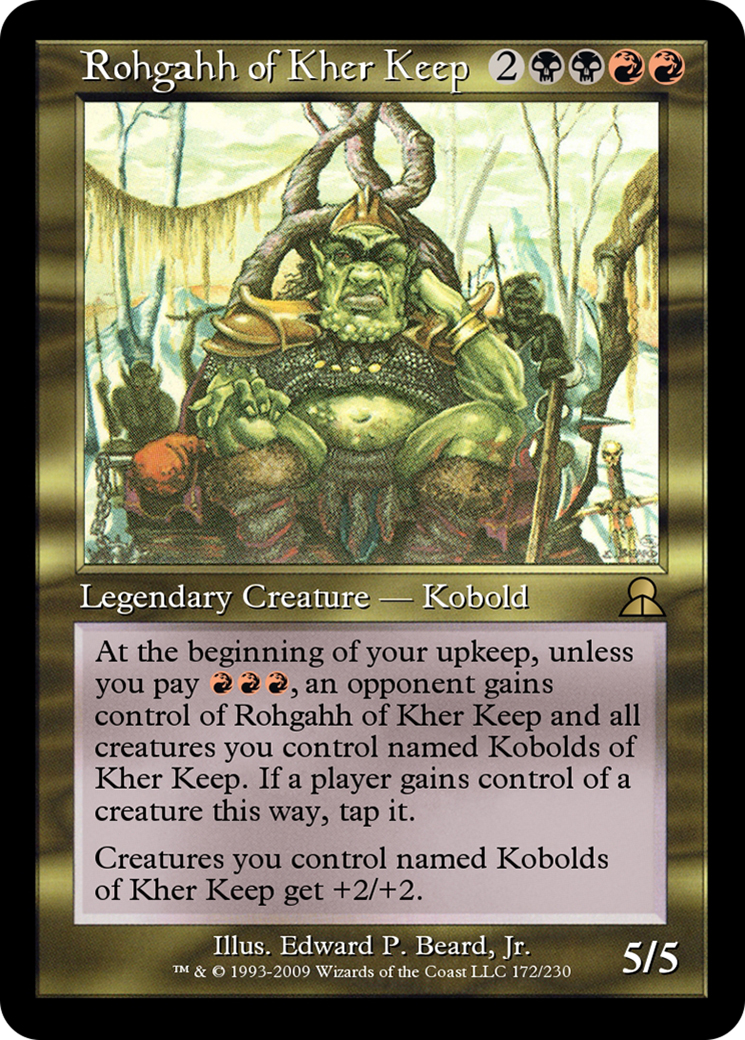 Rohgahh of Kher Keep 2
Legendary Creature — Kobold
At the beginning of your upkeep, unless
you pay , an opponent gains
control of Rohgahh of Kher Keep and all
creatures you control named Kobolds of
Kher Keep. If a player gains control of a
creature this way, tap it.
Creatures you control named Kobolds
of Kher Keep get +2/+2.
Illus. Edward P. Beard, Jr.
™ & © 1993-2009 Wizards of the Coast LLC 172/230
5/5